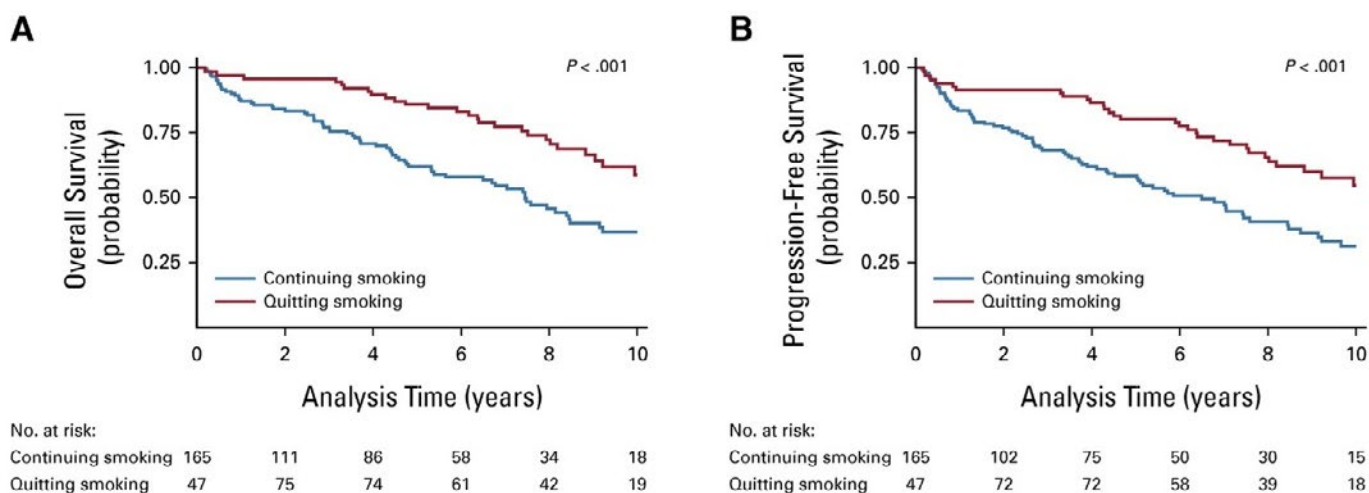 A
Overall Survival
(probability)
1.00
0.75
0.50
0.25
P < .001
Continuing smoking
Quitting smoking
0 2 4 6 8 10
Analysis Time (years)
No. at risk:
Continuing smoking 165 111 86 58 34 18
Quitting smoking 47 75 74 61 42 19
B
Progression-Free Survival
(probability)
1.00
0.75
0.50
0.25
P < .001
Continuing smoking
Quitting smoking
0 2 4 6 8 10
Analysis Time (years)
No. at risk:
Continuing smoking 165 102 75 50 30 15
Quitting smoking 47 72 72 58 39 18